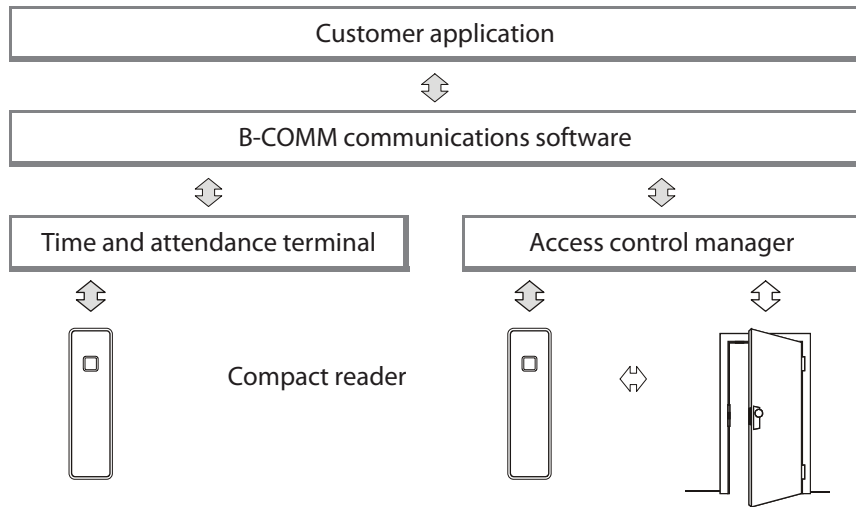 Customer application
B-COMM communications software
Time and attendance terminal
Access control manager
Compact reader